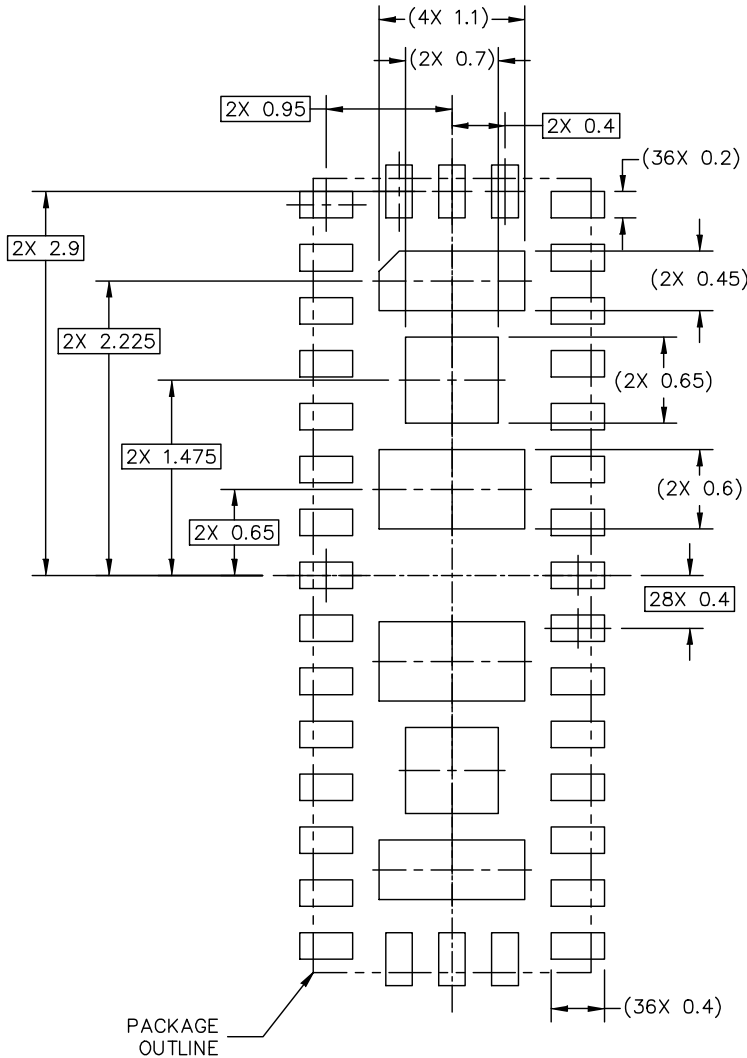 (4X 1.1)
(2X 0.7)
2X 0.95
2X 0.4
(36X 0.2)
2X 2.9
(2X 0.45)
2X 2.225
(2X 0.65)
2X 1.475
(2X 0.6)
2X 0.65
28X 0.4
(36X 0.4)
PACKAGE
OUTLINE